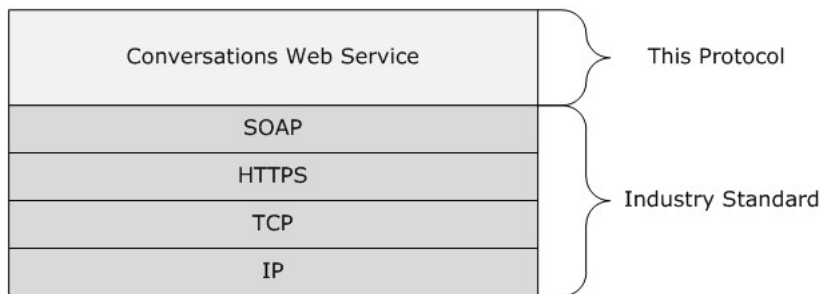 Conversations Web Service
This Protocol
SOAP
HTTPS
TCP
Industry Standard
IP